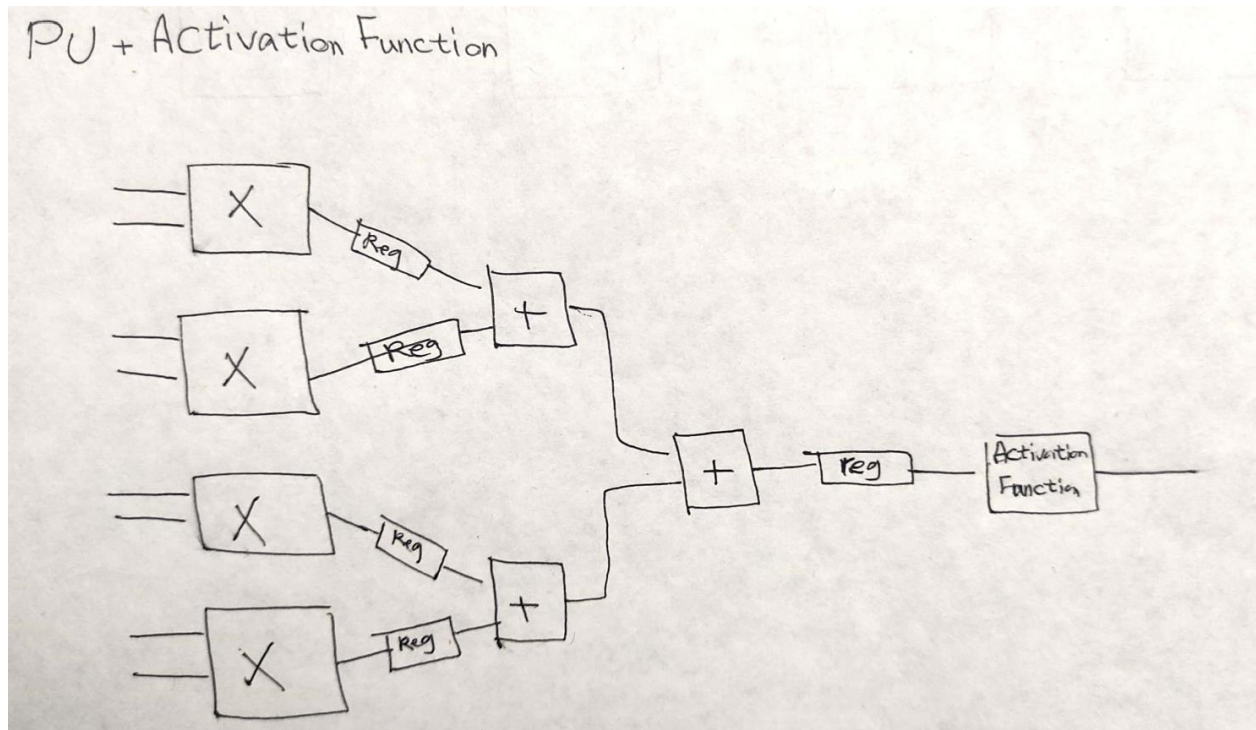 PU + Activation Function
X
Reg
+
X
Reg
+
reg
Activation
Function
X
Reg
+
X
Reg